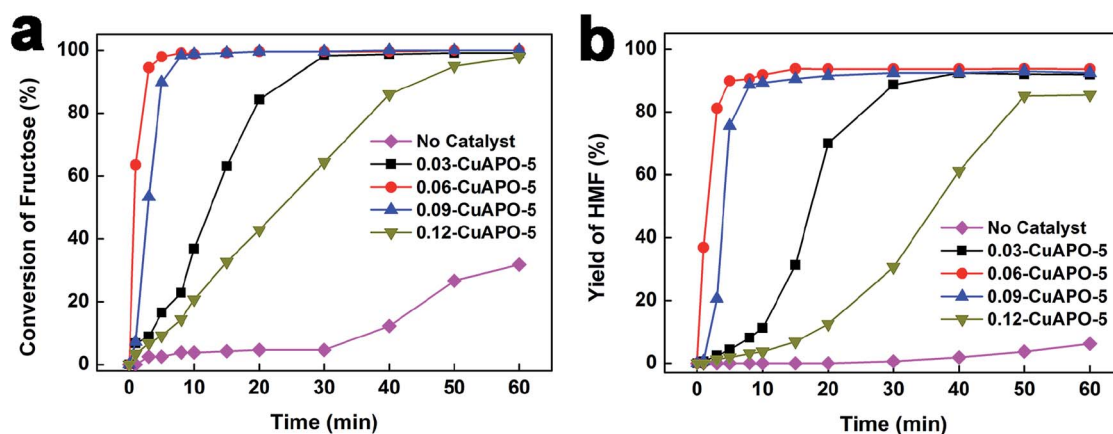 a
Conversion of Fructose (%)
100
80
60
40
20
0
No Catalyst
0.03-CuAPO-5
0.06-CuAPO-5
0.09-CuAPO-5
0.12-CuAPO-5
0 10 20 30 40 50 60
Time (min)
b
Yield of HMF (%)
100
80
60
40
20
0
No Catalyst
0.03-CuAPO-5
0.06-CuAPO-5
0.09-CuAPO-5
0.12-CuAPO-5
0 10 20 30 40 50 60
Time (min)